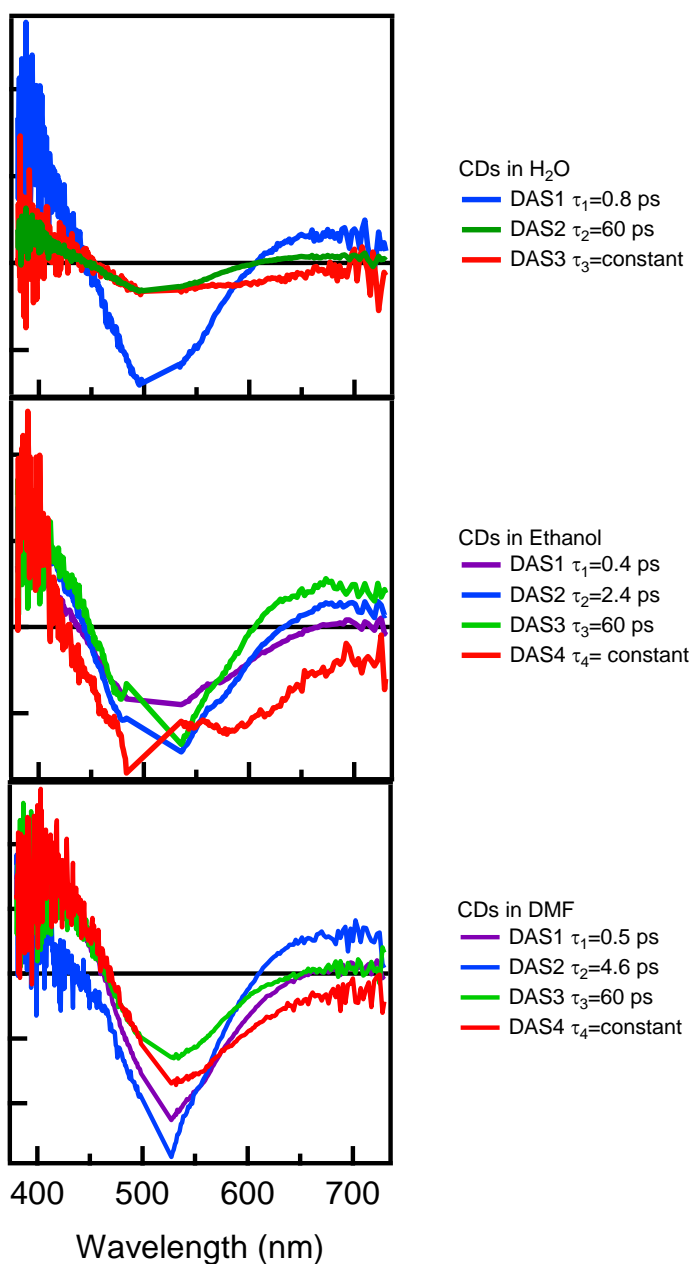 CDs in H₂O
DAS1 τ₁=0.8 ps
DAS2 τ₂=60 ps
DAS3 τ₃=constant
CDs in Ethanol
DAS1 τ₁=0.4 ps
DAS2 τ₂=2.4 ps
DAS3 τ₃=60 ps
DAS4 τ₄= constant
CDs in DMF
DAS1 τ₁=0.5 ps
DAS2 τ₂=4.6 ps
DAS3 τ₃=60 ps
DAS4 τ₄=constant
400 500 600 700
Wavelength (nm)